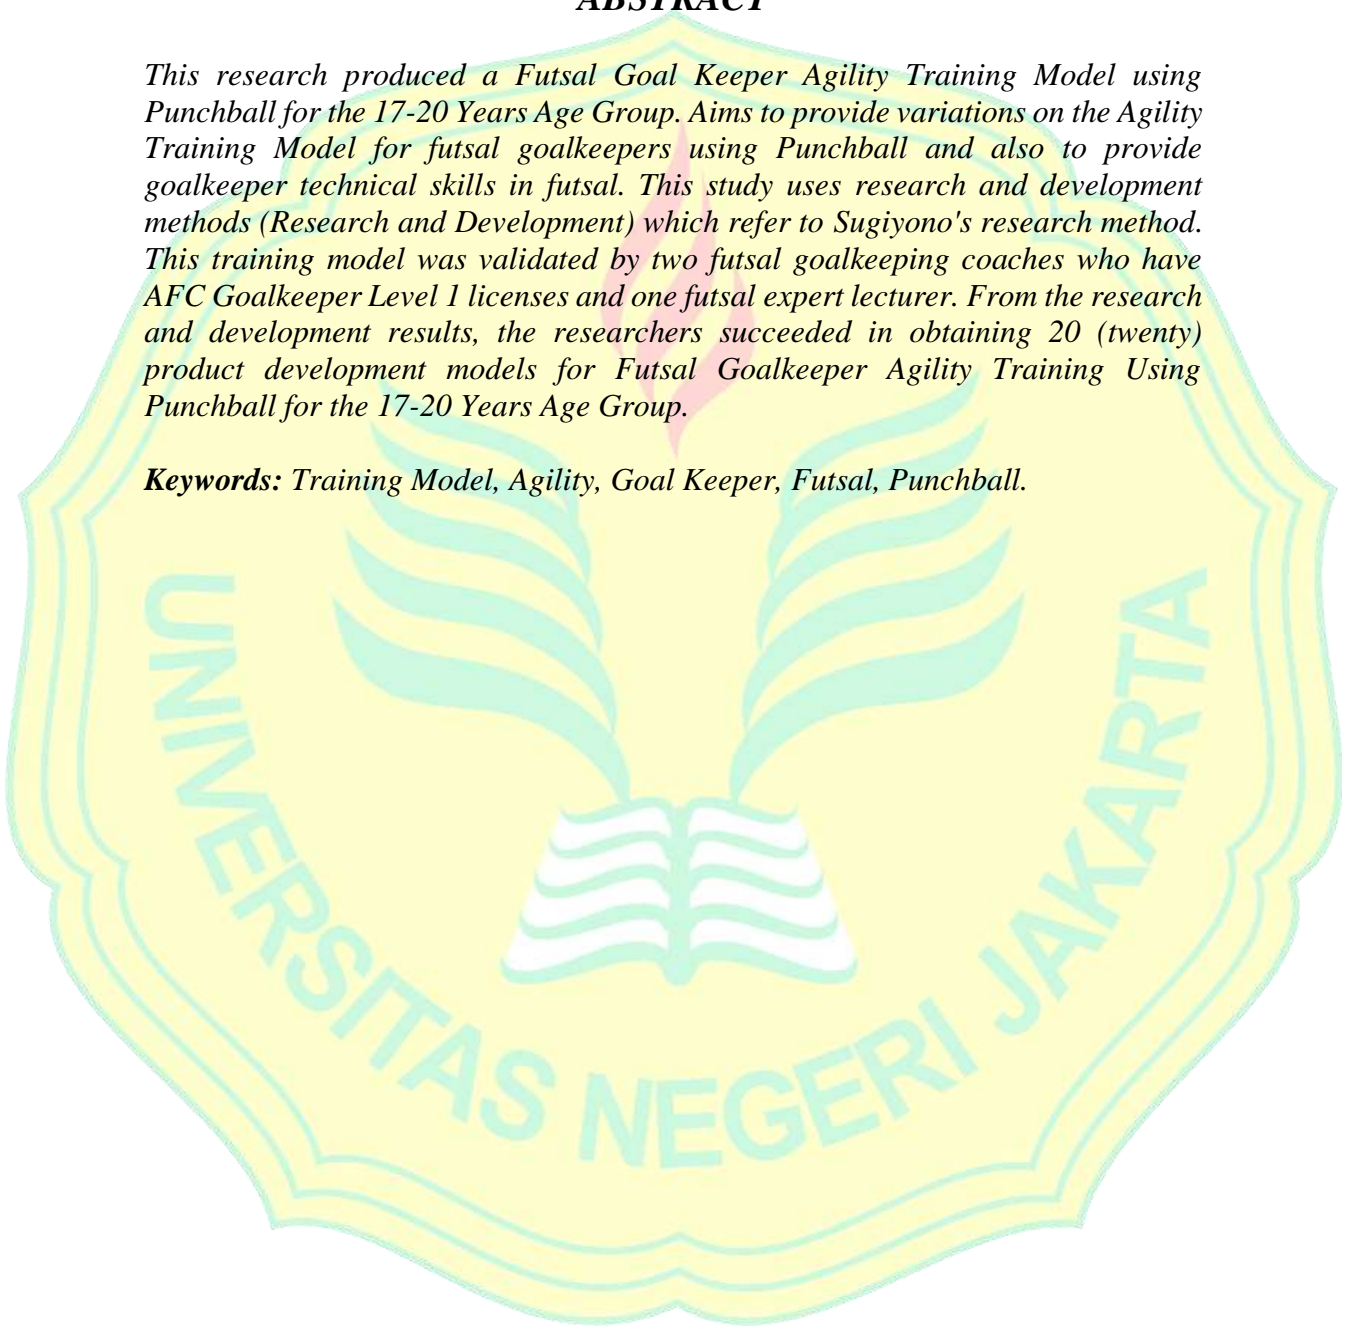 ABSTRACT
This research produced a Futsal Goal Keeper Agility Training Model using
Punchball for the 17-20 Years Age Group. Aims to provide variations on the Agility
Training Model for futsal goalkeepers using Punchball and also to provide
goalkeeper technical skills in futsal. This study uses research and development
methods (Research and Development) which refer to Sugiyono's research method.
This training model was validated by two futsal goalkeeping coaches who have
AFC Goalkeeper Level 1 licenses and one futsal expert lecturer. From the research
and development results, the researchers succeeded in obtaining 20 (twenty)
product development models for Futsal Goalkeeper Agility Training Using
Punchball for the 17-20 Years Age Group.
Keywords: Training Model, Agility, Goal Keeper, Futsal, Punchball.
UNIVERSITAS NEGERI JAKARTA